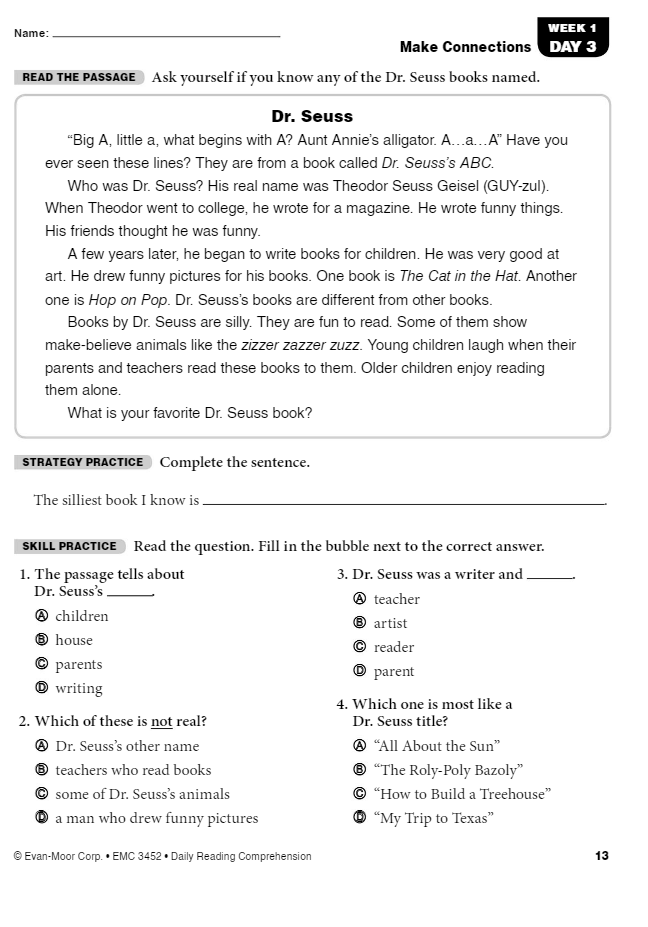 Name:
WEEK 1
Make Connections DAY 3
READ THE PASSAGE Ask yourself if you know any of the Dr. Seuss books named.
Dr. Seuss
“Big A, little a, what begins with A? Aunt Annie’s alligator. A…a…A” Have you
ever seen these lines? They are from a book called Dr. Seuss’s ABC.
Who was Dr. Seuss? His real name was Theodor Seuss Geisel (GUY-zul).
When Theodor went to college, he wrote for a magazine. He wrote funny things.
His friends thought he was funny.
A few years later, he began to write books for children. He was very good at
art. He drew funny pictures for his books. One book is The Cat in the Hat. Another
one is Hop on Pop. Dr. Seuss’s books are different from other books.
Books by Dr. Seuss are silly. They are fun to read. Some of them show
make-believe animals like the zizzer zazzer zuzz. Young children laugh when their
parents and teachers read these books to them. Older children enjoy reading
them alone.
What is your favorite Dr. Seuss book?
STRATEGY PRACTICE Complete the sentence.
The silliest book I know is ______.
SKILL PRACTICE Read the question. Fill in the bubble next to the correct answer.
1. The passage tells about
Dr. Seuss’s ______.
A children
B house
C parents
D writing
2. Which of these is not real?
A Dr. Seuss’s other name
B teachers who read books
C some of Dr. Seuss’s animals
D a man who drew funny pictures
3. Dr. Seuss was a writer and ______.
A teacher
B artist
C reader
D parent
4. Which one is most like a
Dr. Seuss title?
A “All About the Sun”
B “The Roly-Poly Bazoly”
C “How to Build a Treehouse”
D “My Trip to Texas”
© Evan-Moor Corp. • EMC 3452 • Daily Reading Comprehension 13